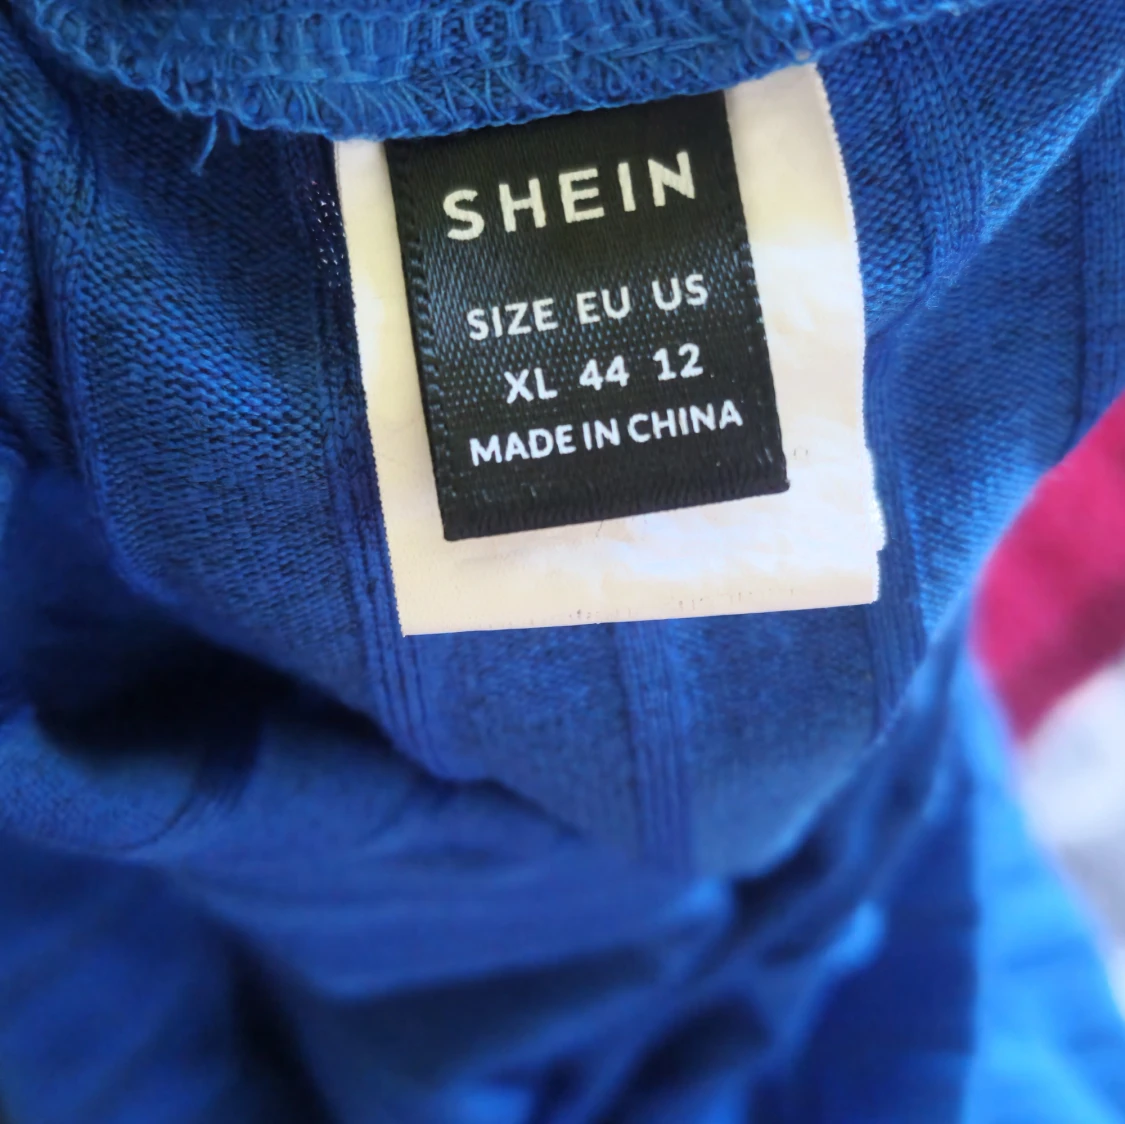 SHEIN
SIZE EU US
XL 44 12
MADE IN CHINA